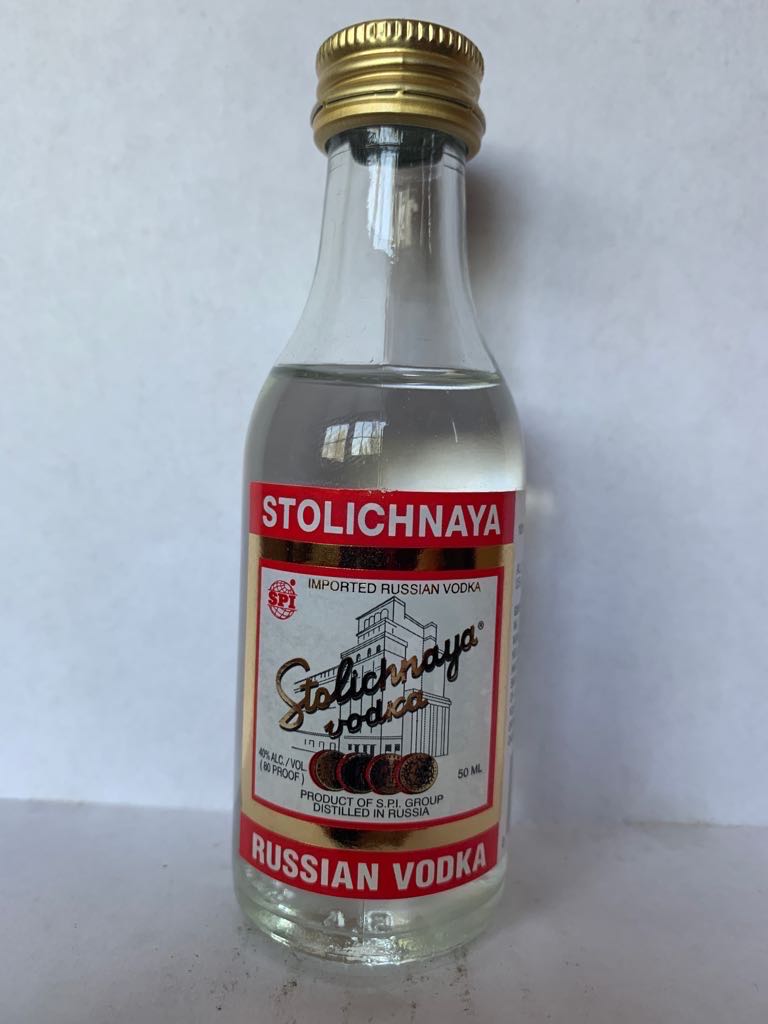 STOLICHNAYA
IMPORTED RUSSIAN VODKA
SPI
Stolichnaya®
vodka
40% ALC. / VOL.
( 80 PROOF )
50 ML
PRODUCT OF S.P.I. GROUP
DISTILLED IN RUSSIA
RUSSIAN VODKA